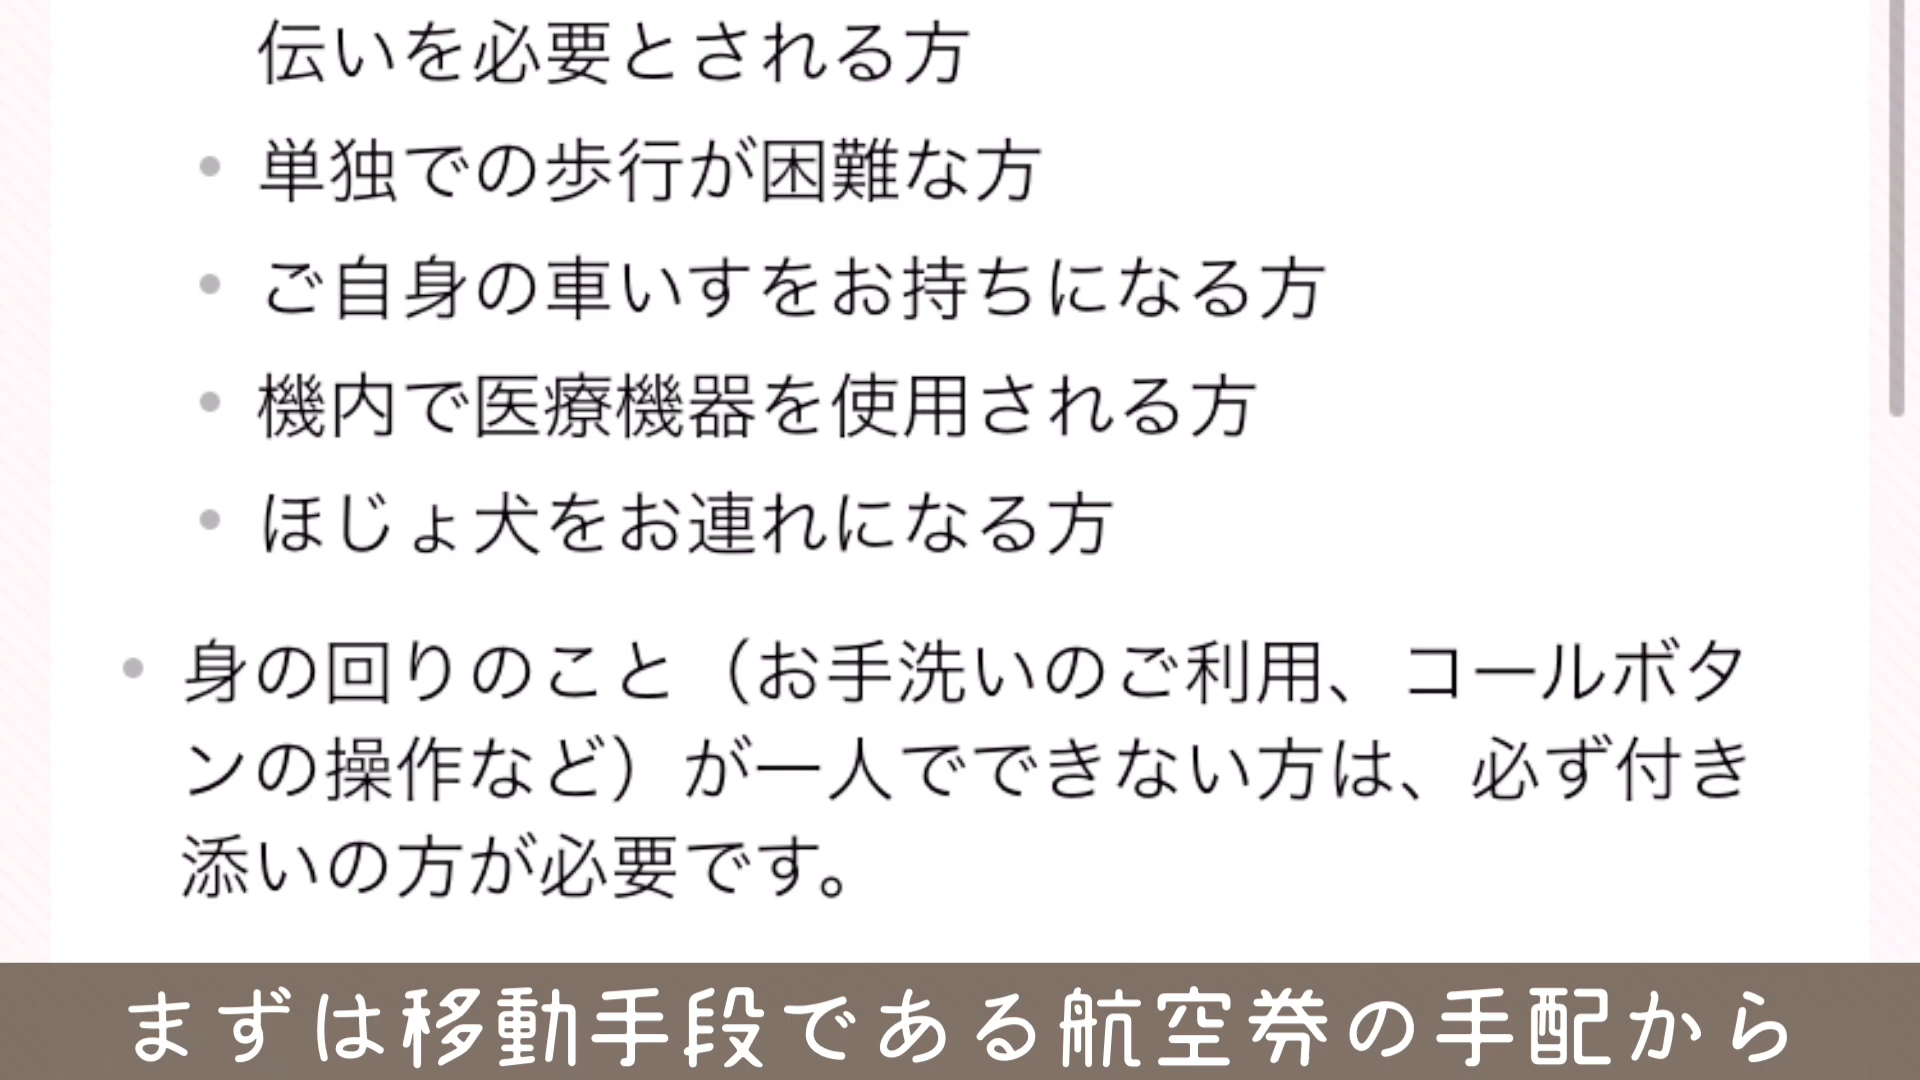 伝いを必要とされる方
単独での歩行が困難な方
ご自身の車いすをお持ちになる方
機内で医療機器を使用される方
ほじょ犬をお連れになる方
身の回りのこと（お手洗いのご利用、コールボタ
ンの操作など）が一人でできない方は、必ず付き
添いの方が必要です。
まずは移動手段である航空券の手配から